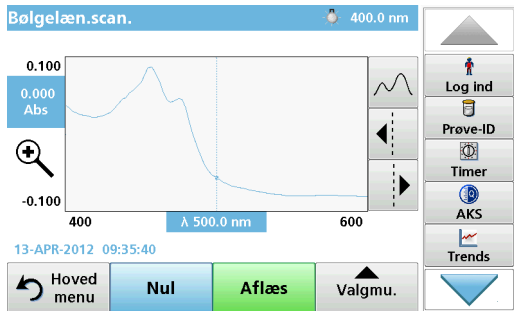 Bølgelæn.scan.
400.0 nm
0.100
0.000
Abs
-0.100
400
λ 500.0 nm
600
13-APR-2012 09:35:40
Hoved
menu
Nul
Aflæs
Valgmu.
Log ind
Prøve-ID
Timer
AKS
Trends